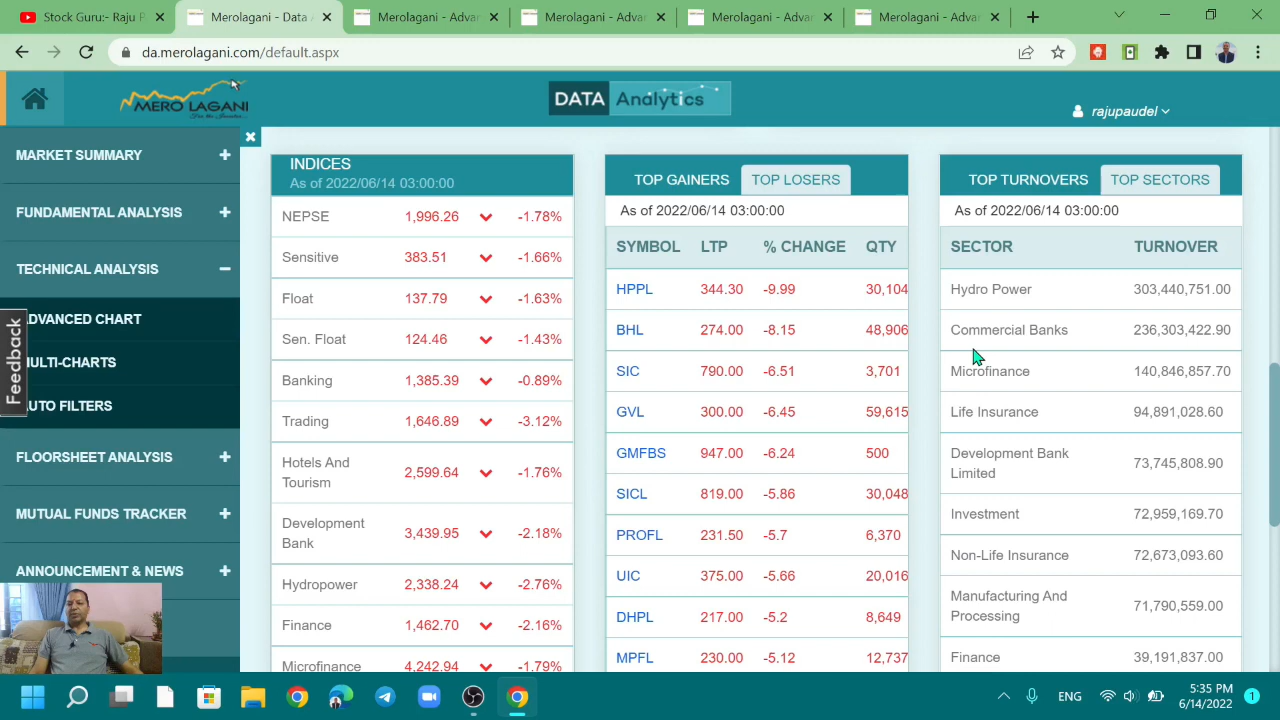 Stock Guru:- Raju P
Merolagani - Data A
Merolagani - Advan
Merolagani - Advan
Merolagani - Advan
Merolagani - Advan
da.merolagani.com/default.aspx
MERO LAGANI
DATA Analytics
rajupaudel
MARKET SUMMARY
FUNDAMENTAL ANALYSIS
TECHNICAL ANALYSIS
ADVANCED CHART
MULTI-CHARTS
AUTO FILTERS
FLOORSHEET ANALYSIS
MUTUAL FUNDS TRACKER
ANNOUNCEMENT & NEWS
Feedback
INDICES
As of 2022/06/14 03:00:00
NEPSE 1,996.26 -1.78%
Sensitive 383.51 -1.66%
Float 137.79 -1.63%
Sen. Float 124.46 -1.43%
Banking 1,385.39 -0.89%
Trading 1,646.89 -3.12%
Hotels And
Tourism 2,599.64 -1.76%
Development
Bank 3,439.95 -2.18%
Hydropower 2,338.24 -2.76%
Finance 1,462.70 -2.16%
Microfinance 4,242.94 -1.79%
TOP GAINERS TOP LOSERS
As of 2022/06/14 03:00:00
SYMBOL LTP % CHANGE QTY
HPPL 344.30 -9.99 30,104
BHL 274.00 -8.15 48,906
SIC 790.00 -6.51 3,701
GVL 300.00 -6.45 59,615
GMFBS 947.00 -6.24 500
SICL 819.00 -5.86 30,048
PROFL 231.50 -5.7 6,370
UIC 375.00 -5.66 20,016
DHPL 217.00 -5.2 8,649
MPFL 230.00 -5.12 12,737
TOP TURNOVERS TOP SECTORS
As of 2022/06/14 03:00:00
SECTOR TURNOVER
Hydro Power 303,440,751.00
Commercial Banks 236,303,422.90
Microfinance 140,846,857.70
Life Insurance 94,891,028.60
Development Bank
Limited 73,745,808.90
Investment 72,959,169.70
Non-Life Insurance 72,673,093.60
Manufacturing And
Processing 71,790,559.00
Finance 39,191,837.00
ENG
5:35 PM
6/14/2022
1